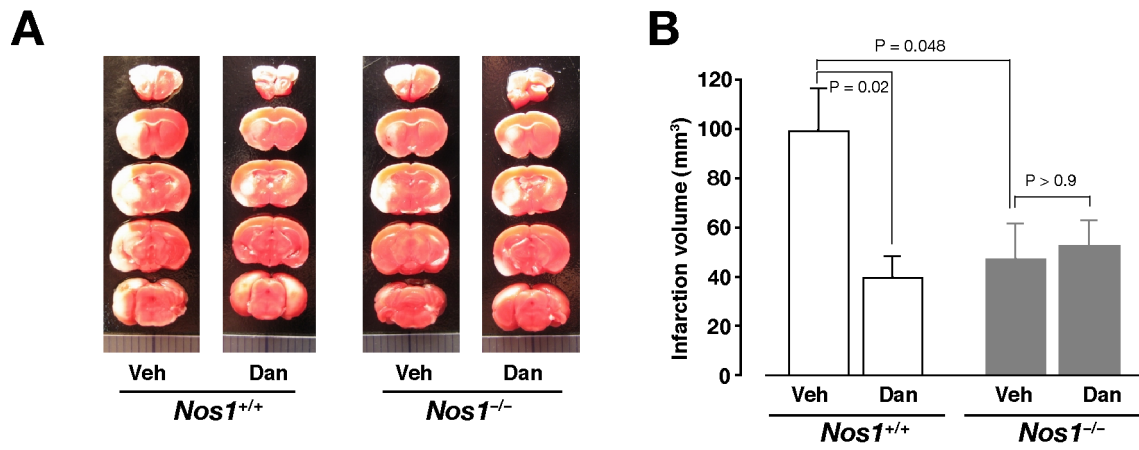 A
Veh
Dan
Veh
Dan
Nos1+/+
Nos1–/–
B
P = 0.048
P = 0.02
P > 0.9
Infarction volume (mm³)
120
100
80
60
40
20
0
Veh
Dan
Veh
Dan
Nos1+/+
Nos1–/–